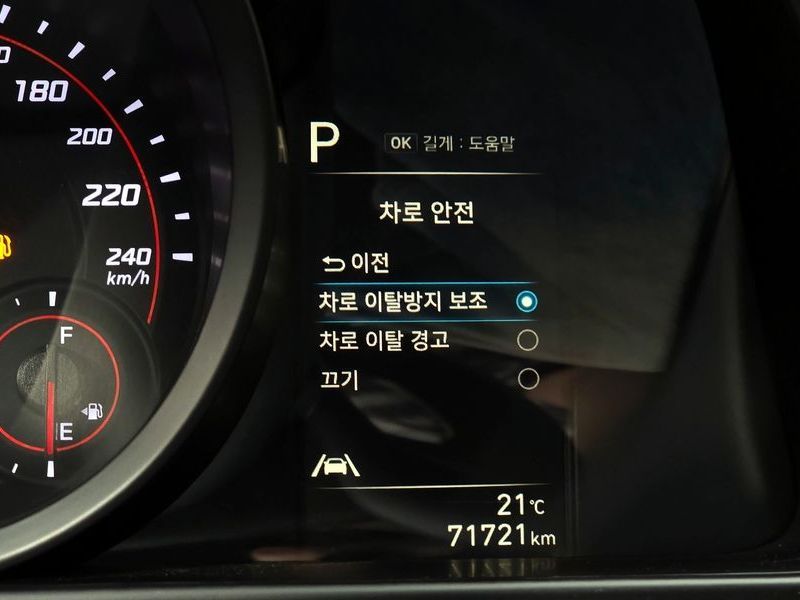 180
200
220
240
km/h
F
E
P
OK 길게 : 도움말
차로 안전
이전
차로 이탈방지 보조
차로 이탈 경고
끄기
21℃
71721km